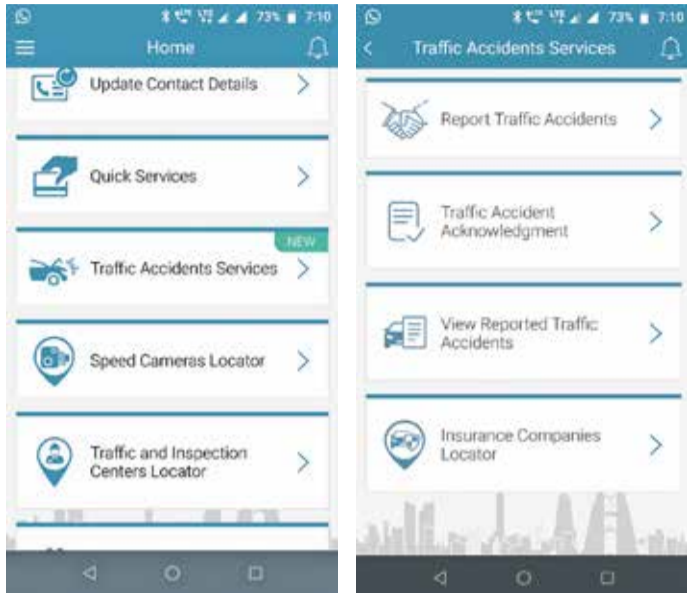 73% 7:10
Home
Update Contact Details
Quick Services
NEW
Traffic Accidents Services
Speed Cameras Locator
Traffic and Inspection
Centers Locator
73% 7:10
Traffic Accidents Services
Report Traffic Accidents
Traffic Accident
Acknowledgment
View Reported Traffic
Accidents
Insurance Companies
Locator